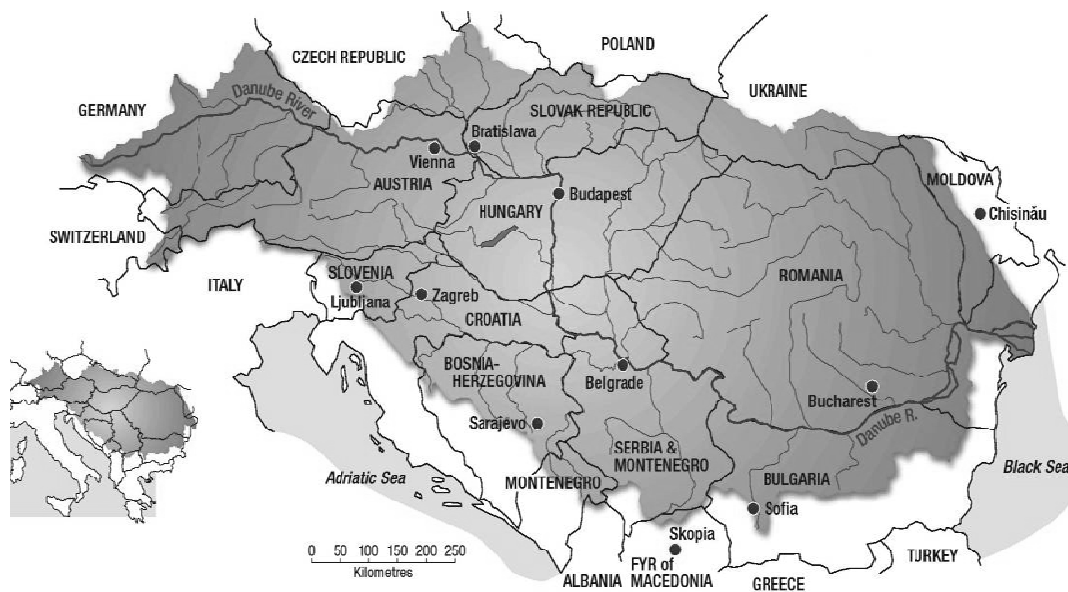 POLAND
CZECH REPUBLIC
UKRAINE
GERMANY
Danube River
SLOVAK REPUBLIC
Bratislava
Vienna
AUSTRIA
MOLDOVA
Budapest
HUNGARY
Chisinău
SWITZERLAND
SLOVENIA
ROMANIA
ITALY
Ljubljana
Zagreb
CROATIA
BOSNIA-
HERZEGOVINA
Belgrade
Bucharest
Sarajevo
Danube R.
SERBIA &
MONTENEGRO
Adriatic Sea
MONTENEGRO
BULGARIA
Black Sea
Sofia
Skopia
0 50 100 150 200 250
Kilometres
ALBANIA
FYR of
MACEDONIA
GREECE
TURKEY